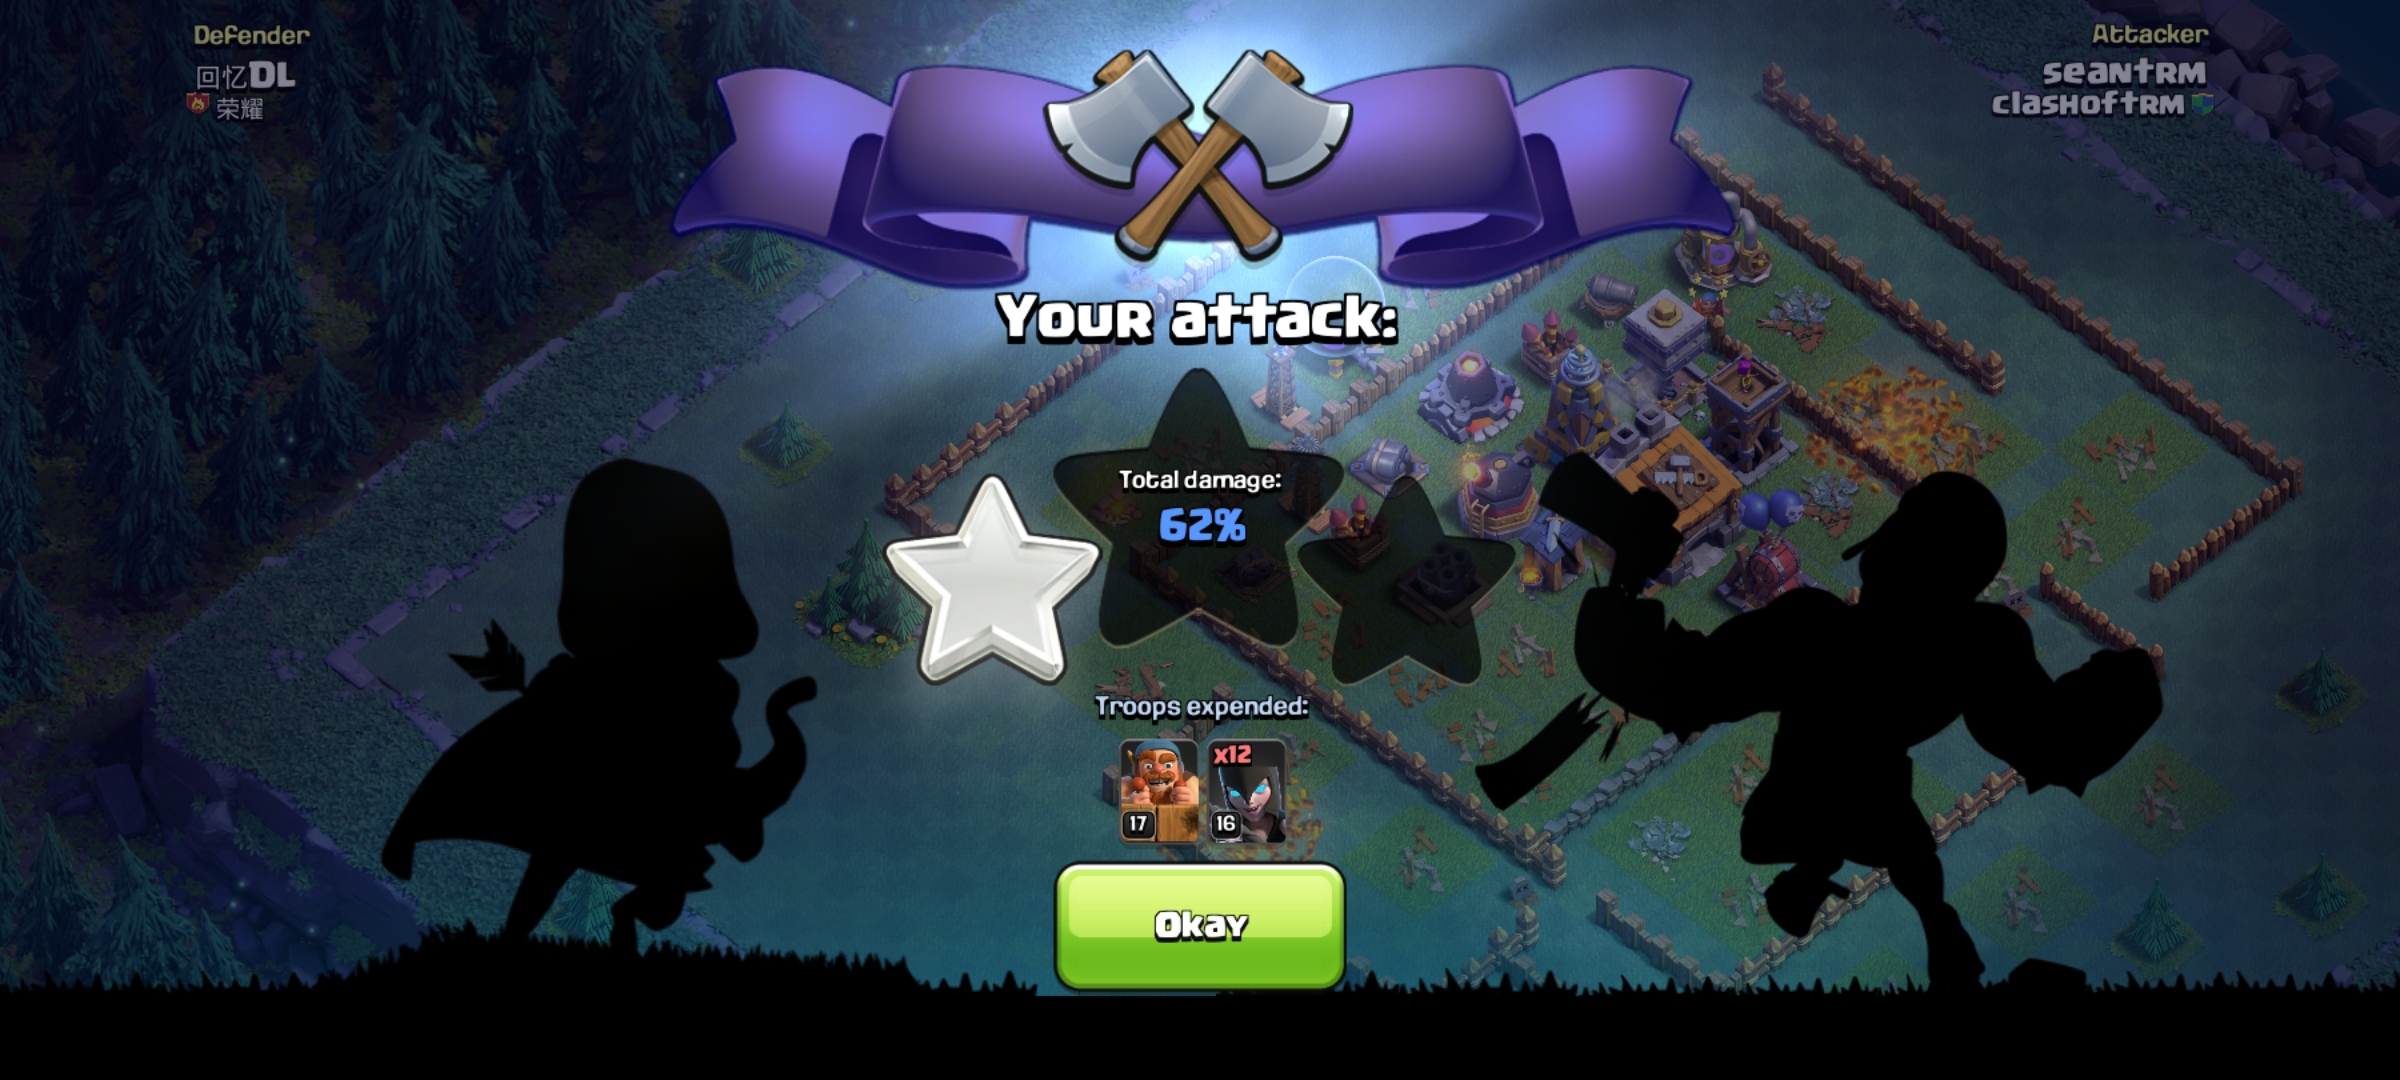 Defender
回忆DL
荣耀
Attacker
seantRM
clashoftRM
Your attack:
Total damage:
62%
Troops expended:
x12
17
16
Okay